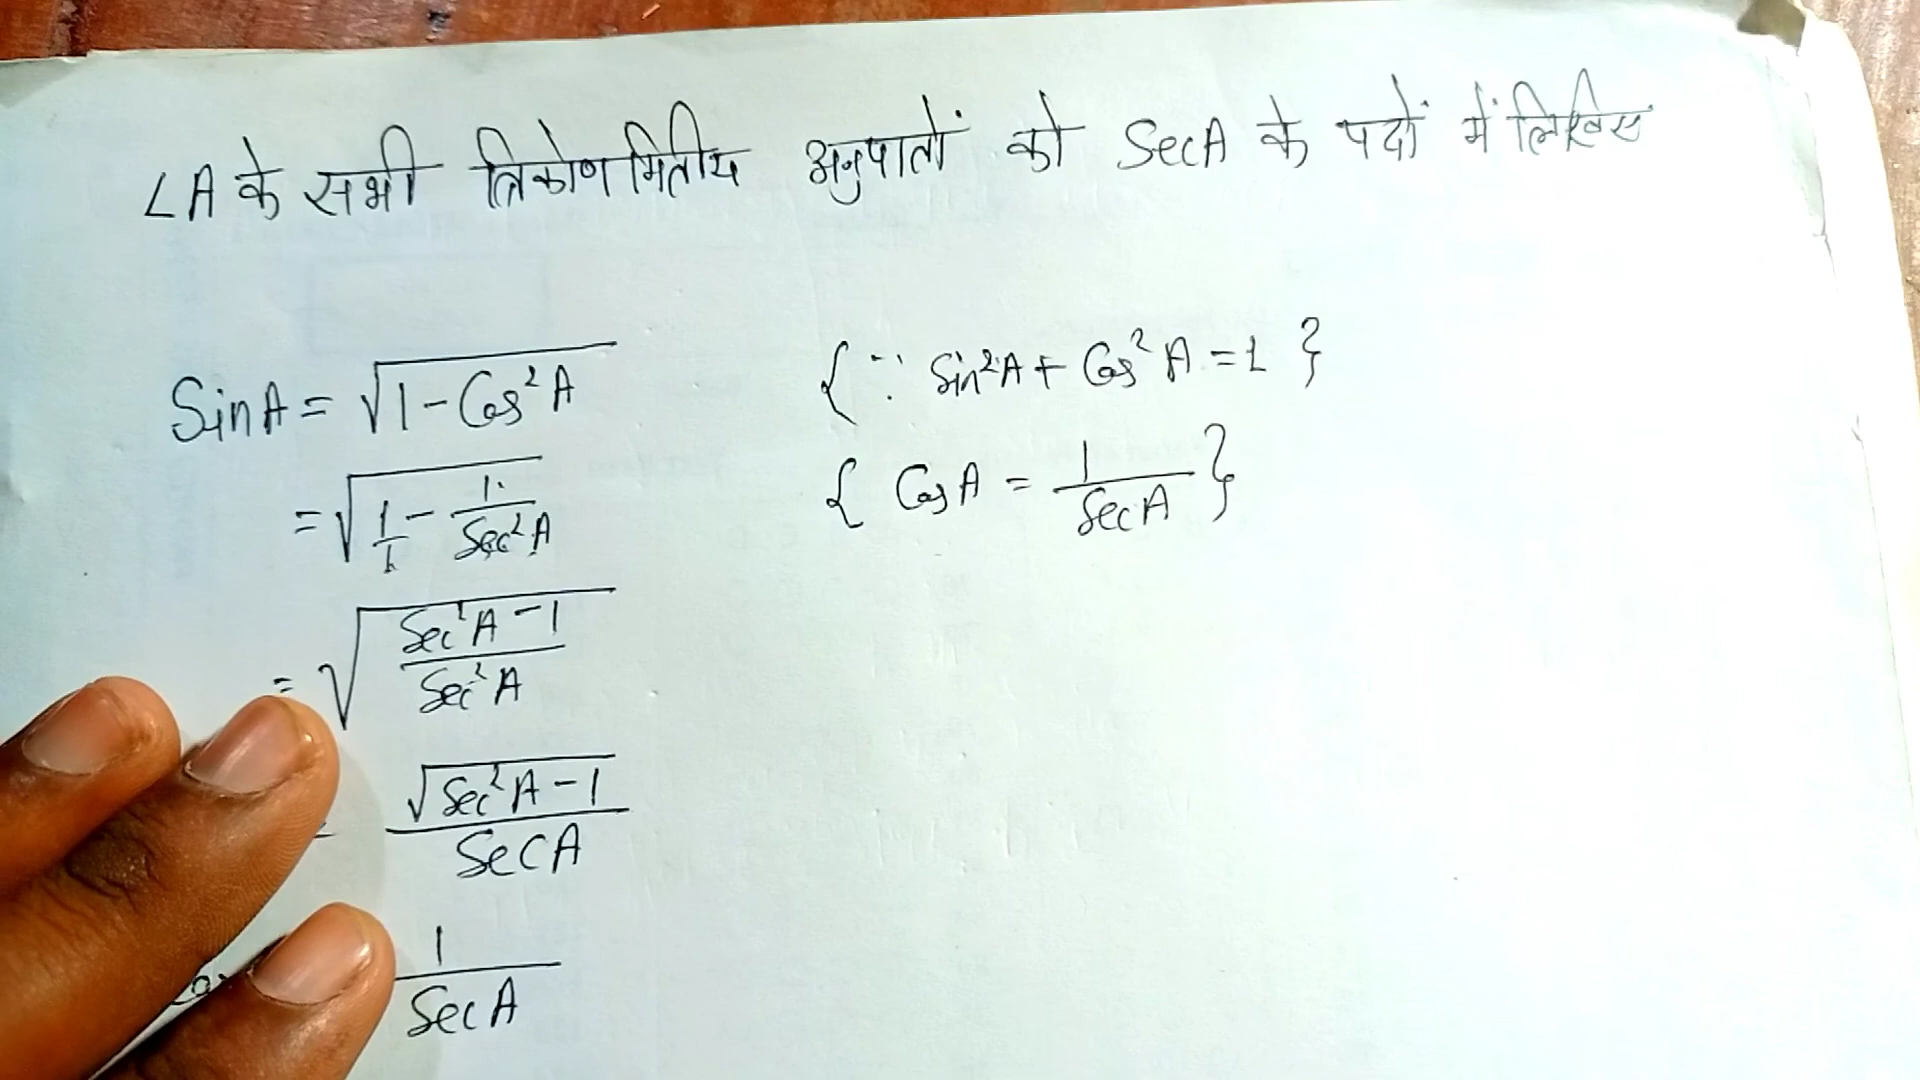 ∠A के सभी त्रिकोणमितीय अनुपातों को SecA के पदों में लिखिए
SinA = √(1 - Cos²A) {∵ Sin²A + Cos²A = 1}
= √(1/1 - 1/Sec²A) {CosA = 1/SecA}
= √((Sec²A - 1)/Sec²A)
√(Sec²A - 1)/SecA
1/SecA